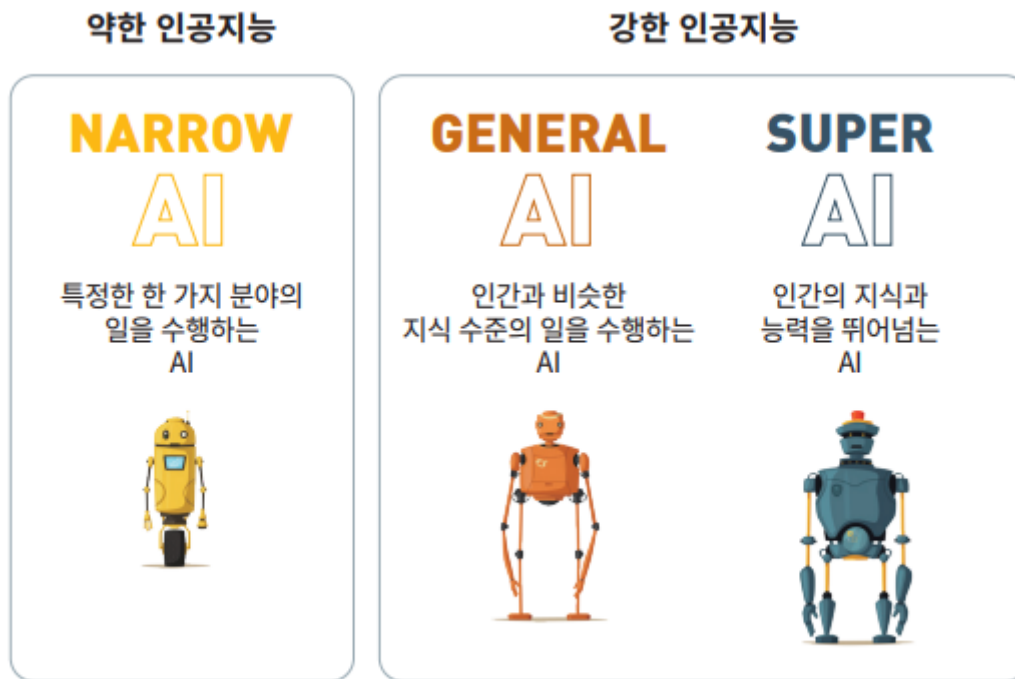 약한 인공지능
강한 인공지능
NARROW
AI
특정한 한 가지 분야의
일을 수행하는
AI
GENERAL
AI
인간과 비슷한
지식 수준의 일을 수행하는
AI
SUPER
AI
인간의 지식과
능력을 뛰어넘는
AI